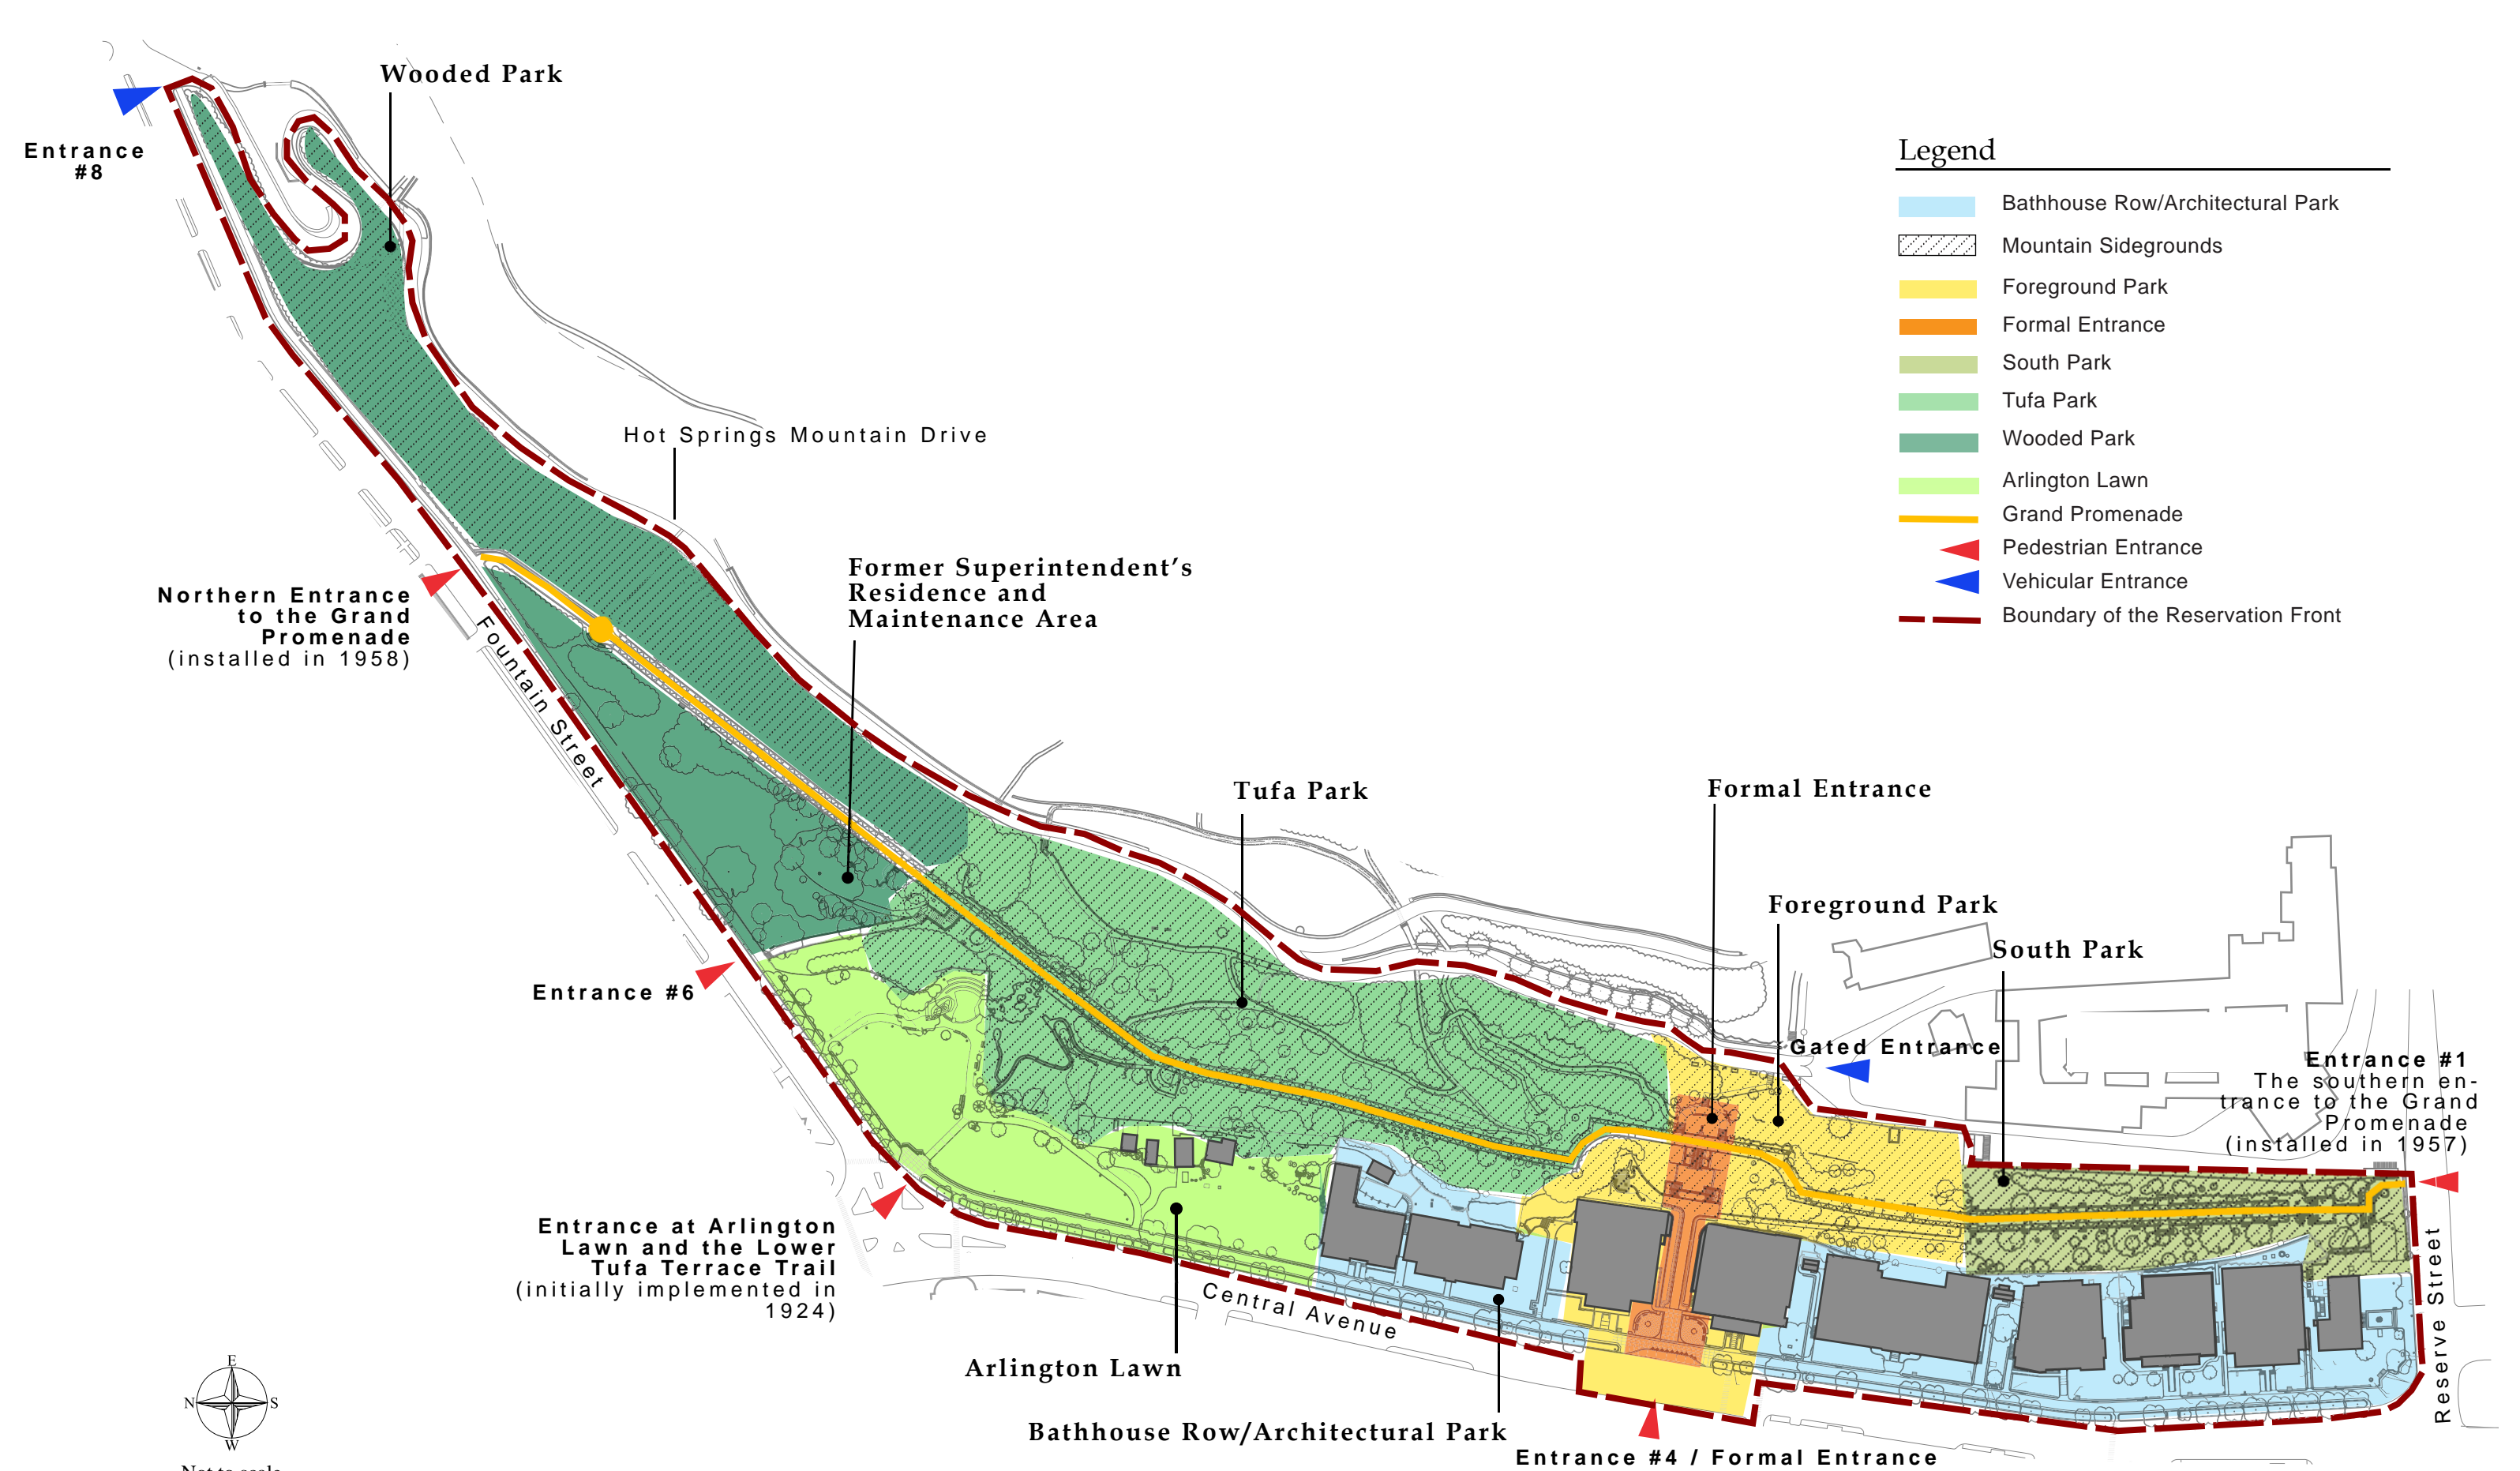 Wooded Park
Entrance
#8
Legend
Bathhouse Row/Architectural Park
Mountain Sidegrounds
Foreground Park
Formal Entrance
South Park
Tufa Park
Wooded Park
Arlington Lawn
Grand Promenade
Pedestrian Entrance
Vehicular Entrance
Boundary of the Reservation Front
Hot Springs Mountain Drive
Former Superintendent's
Residence and
Maintenance Area
Northern Entrance
to the Grand
Promenade
(installed in 1958)
Fountain Street
Tufa Park
Formal Entrance
Foreground Park
South Park
Entrance #6
Gated Entrance
Entrance #1
The southern en-
trance to the Grand
Promenade
(installed in 1957)
Entrance at Arlington
Lawn and the Lower
Tufa Terrace Trail
(initially implemented in
1924)
Central Avenue
Reserve Street
Arlington Lawn
Bathhouse Row/Architectural Park
Entrance #4 / Formal Entrance
E
N S
W
Not to scale